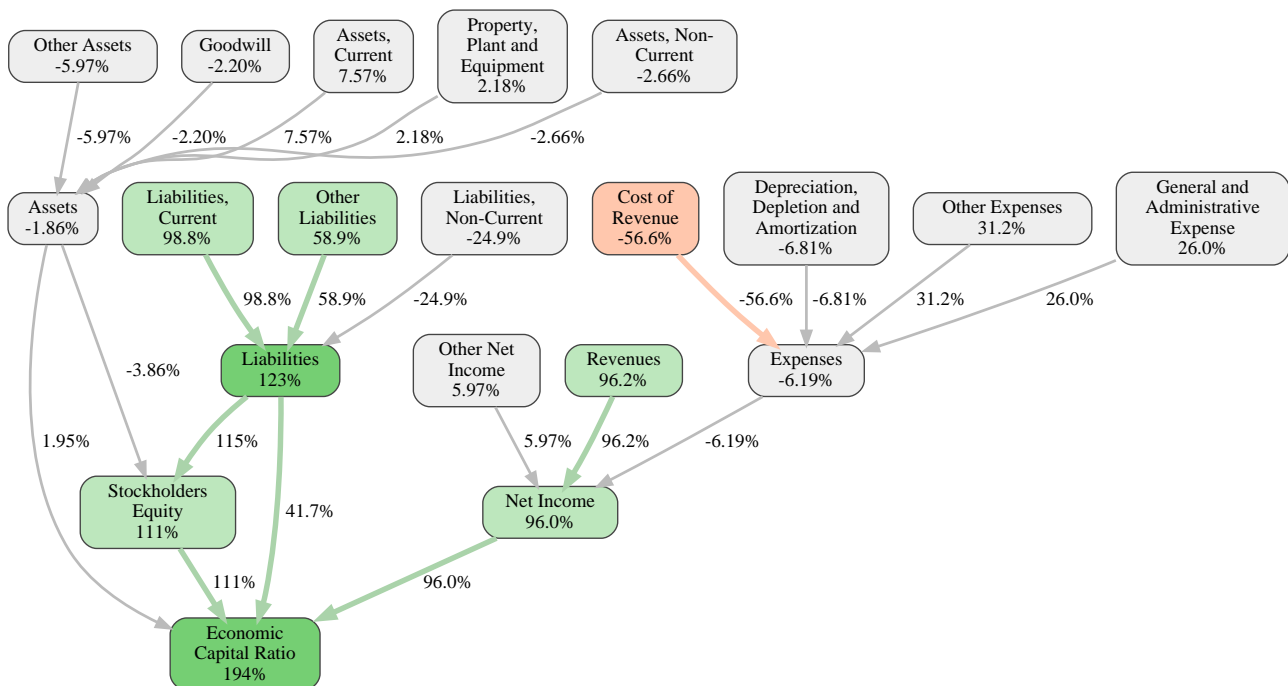 Other Assets
-5.97%
Goodwill
-2.20%
Assets,
Current
7.57%
Property,
Plant and
Equipment
2.18%
Assets, Non-
Current
-2.66%
-5.97%
-2.20%
7.57%
2.18%
-2.66%
Assets
-1.86%
Liabilities,
Current
98.8%
Other
Liabilities
58.9%
Liabilities,
Non-Current
-24.9%
Cost of
Revenue
-56.6%
Depreciation,
Depletion and
Amortization
-6.81%
Other Expenses
31.2%
General and
Administrative
Expense
26.0%
98.8%
58.9%
-24.9%
-56.6%
-6.81%
31.2%
26.0%
-3.86%
Liabilities
123%
Other Net
Income
5.97%
Revenues
96.2%
Expenses
-6.19%
1.95%
115%
41.7%
5.97%
96.2%
-6.19%
Stockholders
Equity
111%
Net Income
96.0%
111%
96.0%
Economic
Capital Ratio
194%